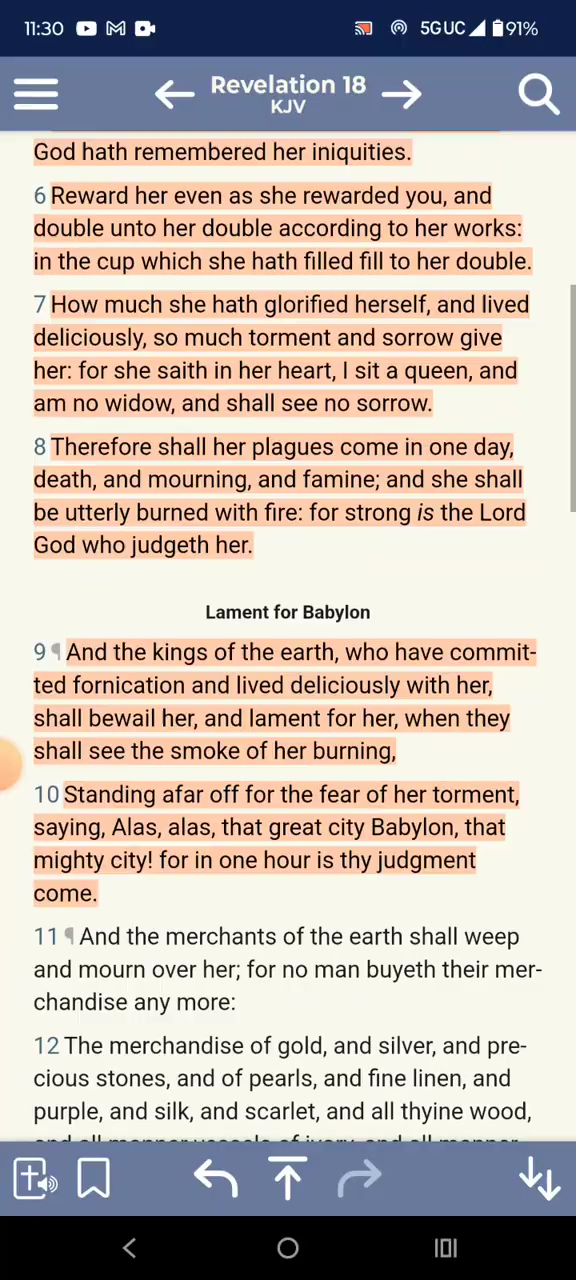 11:30
5G UC
91%
Revelation 18
KJV
God hath remembered her iniquities.
6 Reward her even as she rewarded you, and
double unto her double according to her works:
in the cup which she hath filled fill to her double.
7 How much she hath glorified herself, and lived
deliciously, so much torment and sorrow give
her: for she saith in her heart, I sit a queen, and
am no widow, and shall see no sorrow.
8 Therefore shall her plagues come in one day,
death, and mourning, and famine; and she shall
be utterly burned with fire: for strong is the Lord
God who judgeth her.
Lament for Babylon
9 ¶ And the kings of the earth, who have commit-
ted fornication and lived deliciously with her,
shall bewail her, and lament for her, when they
shall see the smoke of her burning,
10 Standing afar off for the fear of her torment,
saying, Alas, alas, that great city Babylon, that
mighty city! for in one hour is thy judgment
come.
11 ¶ And the merchants of the earth shall weep
and mourn over her; for no man buyeth their mer-
chandise any more:
12 The merchandise of gold, and silver, and pre-
cious stones, and of pearls, and fine linen, and
purple, and silk, and scarlet, and all thyine wood,
and all manner vessels of ivory, and all manner